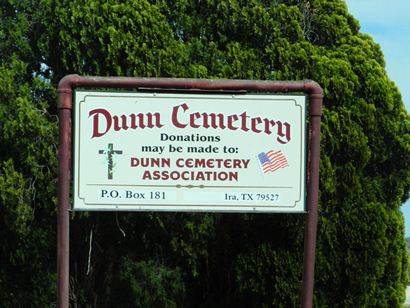 Dunn Cemetery
Donations
may be made to:
DUNN CEMETERY
ASSOCIATION
P.O. Box 181 Ira, TX 79527